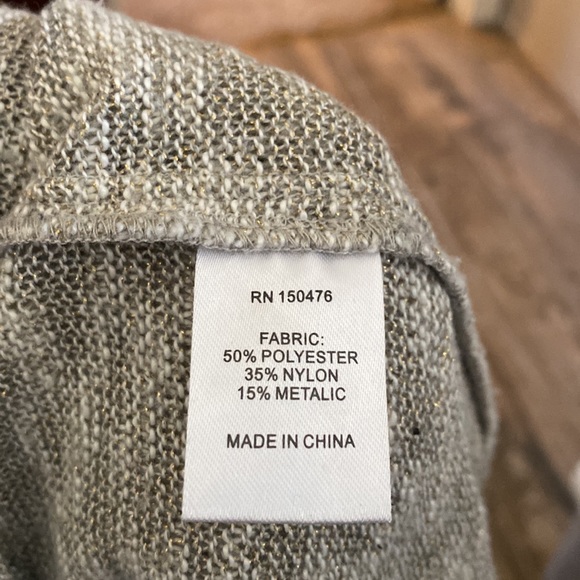 RN 150476
FABRIC:
50% POLYESTER
35% NYLON
15% METALIC
MADE IN CHINA